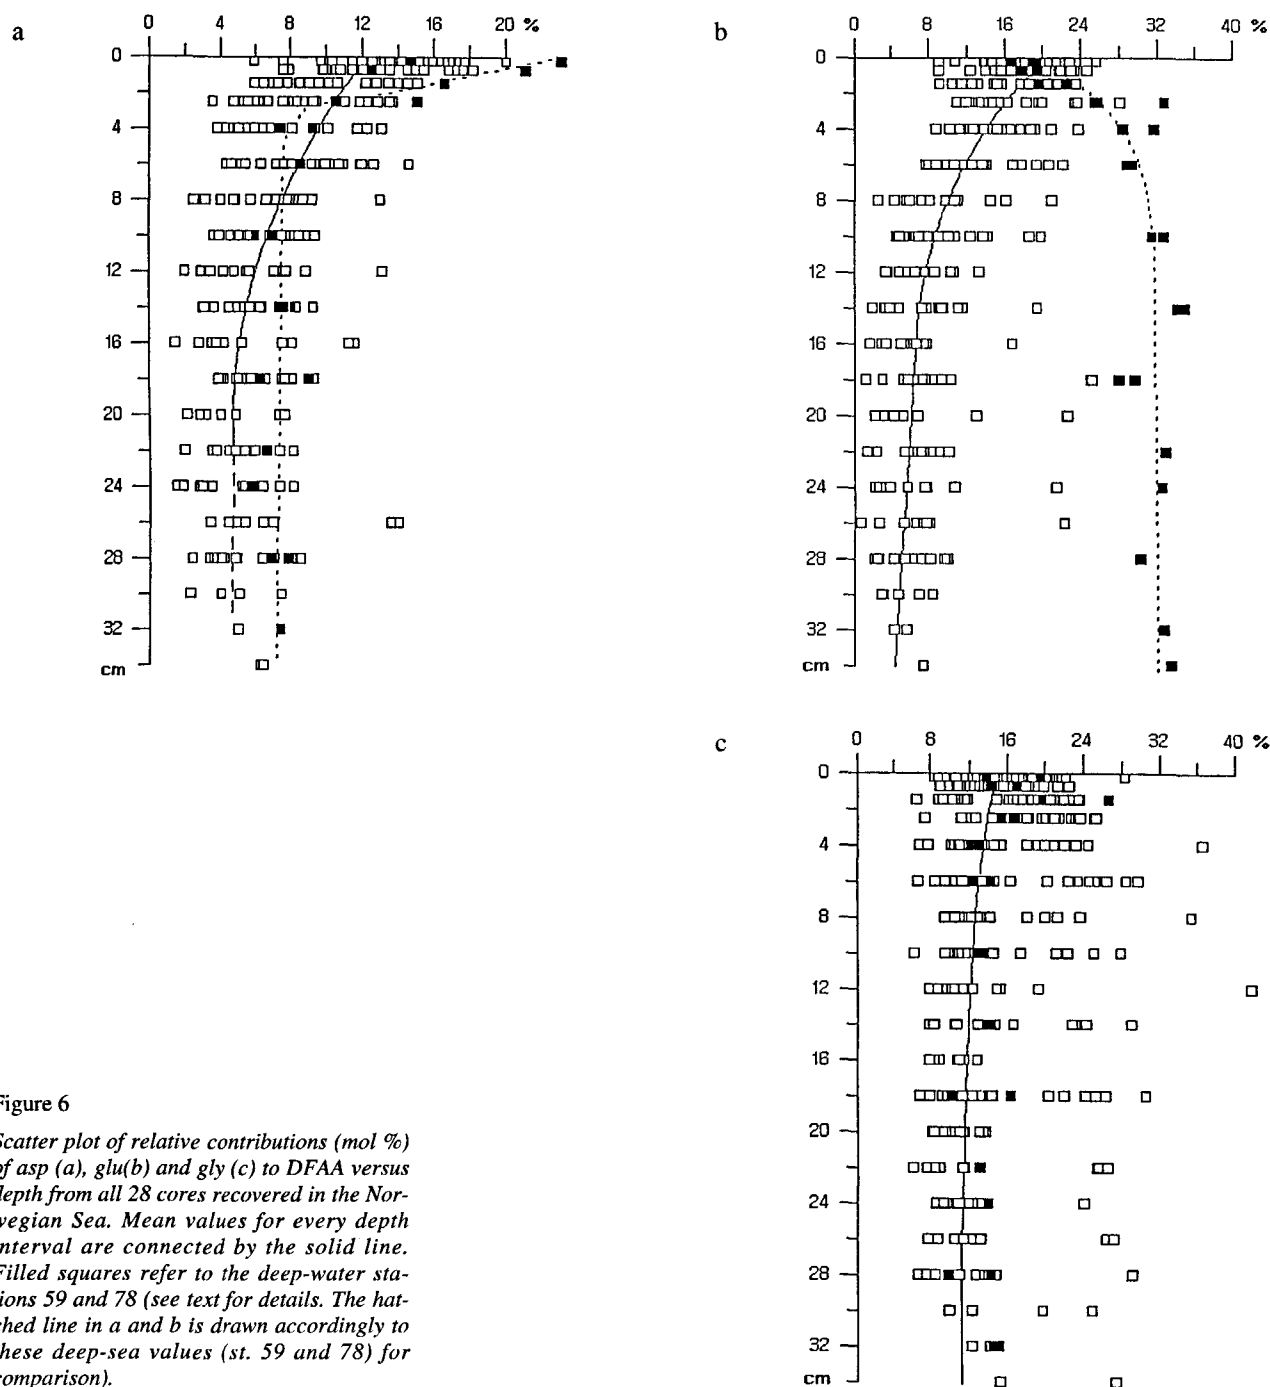 a
0 4 8 12 16 20 %
0
4
8
12
16
20
24
28
32
cm
b
0 8 16 24 32 40 %
0
4
8
12
16
20
24
28
32
cm
c
0 8 16 24 32 40 %
0
4
8
12
16
20
24
28
32
cm
Figure 6
Scatter plot of relative contributions (mol %)
of asp (a), glu(b) and gly (c) to DFAA versus
depth from all 28 cores recovered in the Nor-
wegian Sea. Mean values for every depth
interval are connected by the solid line.
Filled squares refer to the deep-water sta-
tions 59 and 78 (see text for details. The hat-
ched line in a and b is drawn accordingly to
these deep-sea values (st. 59 and 78) for
comparison).